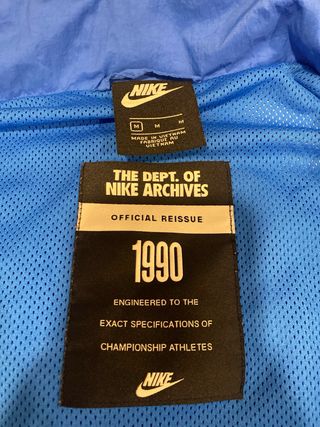 NIKE
M M M
MADE IN VIETNAM
FABRIQUE AU
VIETNAM
THE DEPT. OF
NIKE ARCHIVES
OFFICIAL REISSUE
1990
ENGINEERED TO THE
EXACT SPECIFICATIONS OF
CHAMPIONSHIP ATHLETES
NIKE